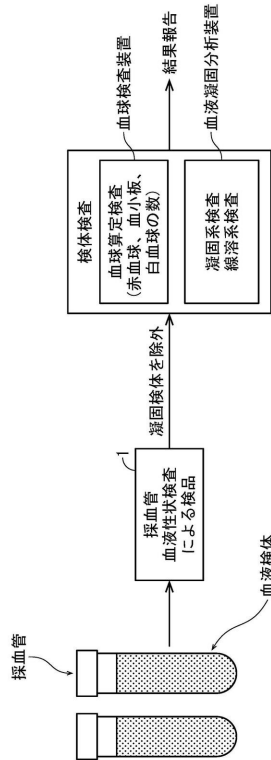 採血管
血液検体
1
採血管
血液性状検査
による検品
凝固検体を除外
検体検査
血球算定検査
(赤血球、血小板、
白血球の数)
凝固系検査
線溶系検査
血球検査装置
結果報告
血液凝固分析装置